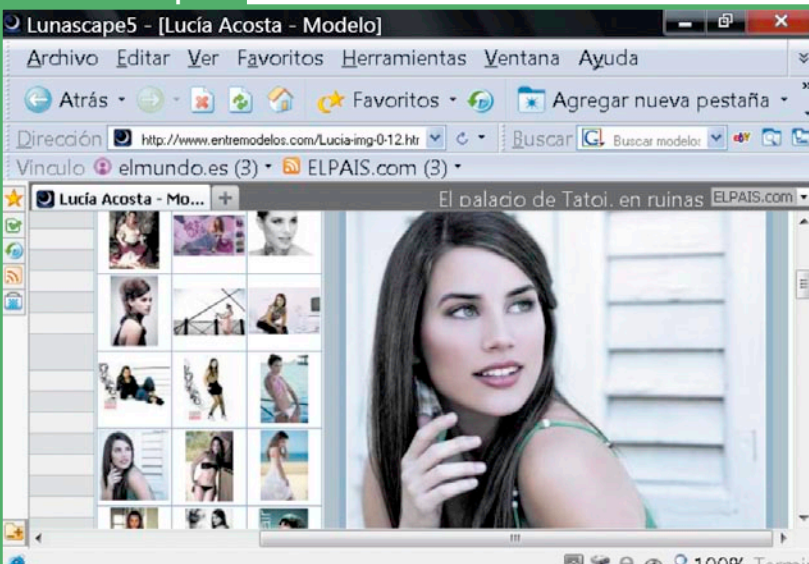 Lunascape5 - [Lucía Acosta - Modelo]
Archivo Editar Ver Favoritos Herramientas Ventana Ayuda
Atrás Favoritos Agregar nueva pestaña
Dirección http://www.entremodelos.com/Lucia-img-0-12.htr Buscar Buscar modelo:
Vinculo elmundo.es (3) ELPAIS.com (3)
Lucía Acosta - Mo... El palacio de Tatoi. en ruinas ELPAIS.com
100%